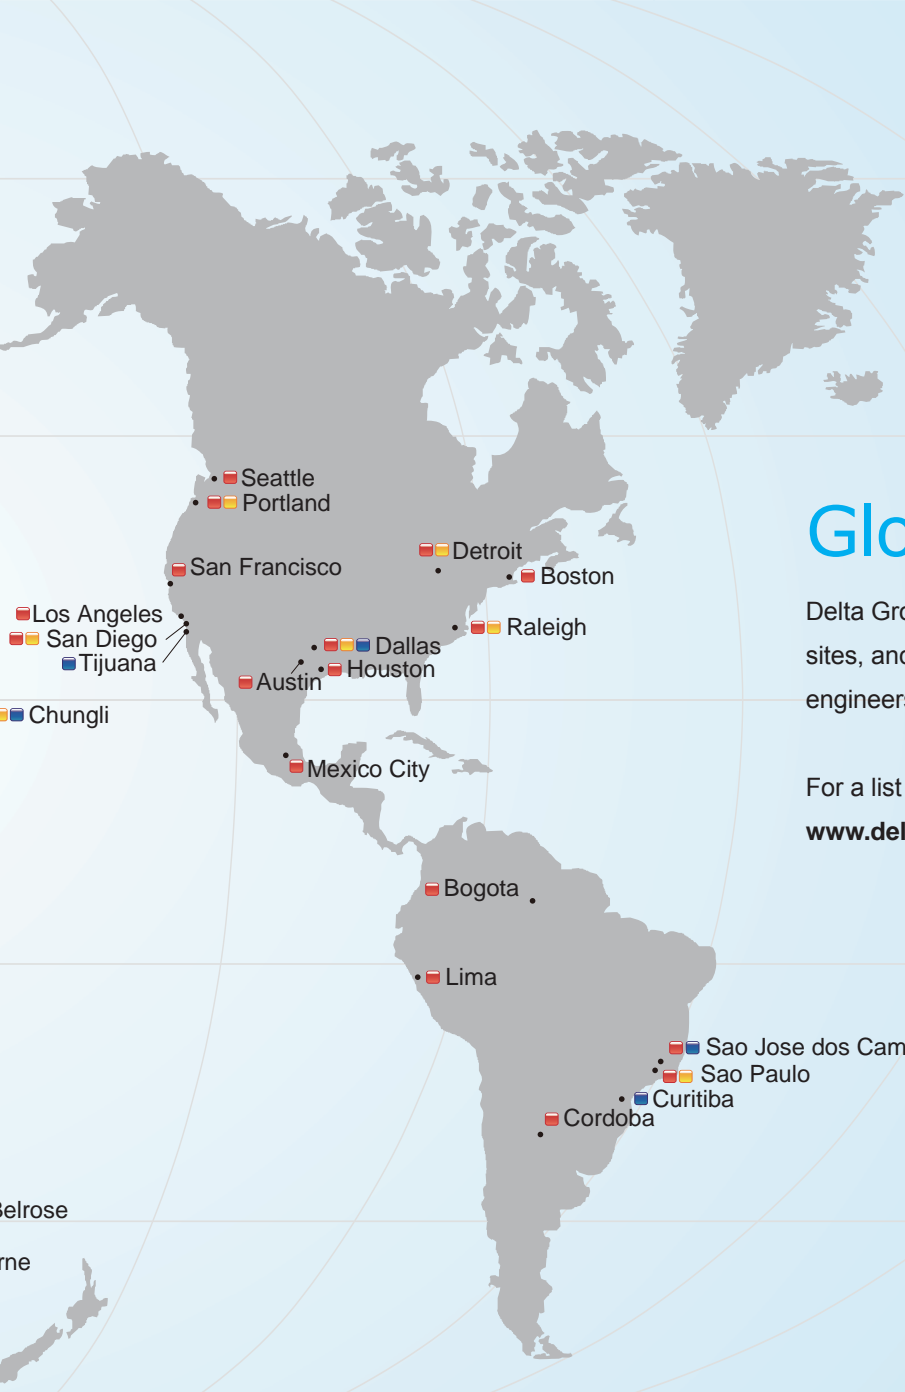 Seattle
Portland
Detroit
San Francisco
Boston
Los Angeles
San Diego
Raleigh
Dallas
Tijuana
Houston
Austin
Chungli
Mexico City
Bogota
Lima
Sao Jose dos Cam
Sao Paulo
Curitiba
Cordoba
Belrose
rne
Glo
Delta Gro
sites, and
engineers
For a list
www.del